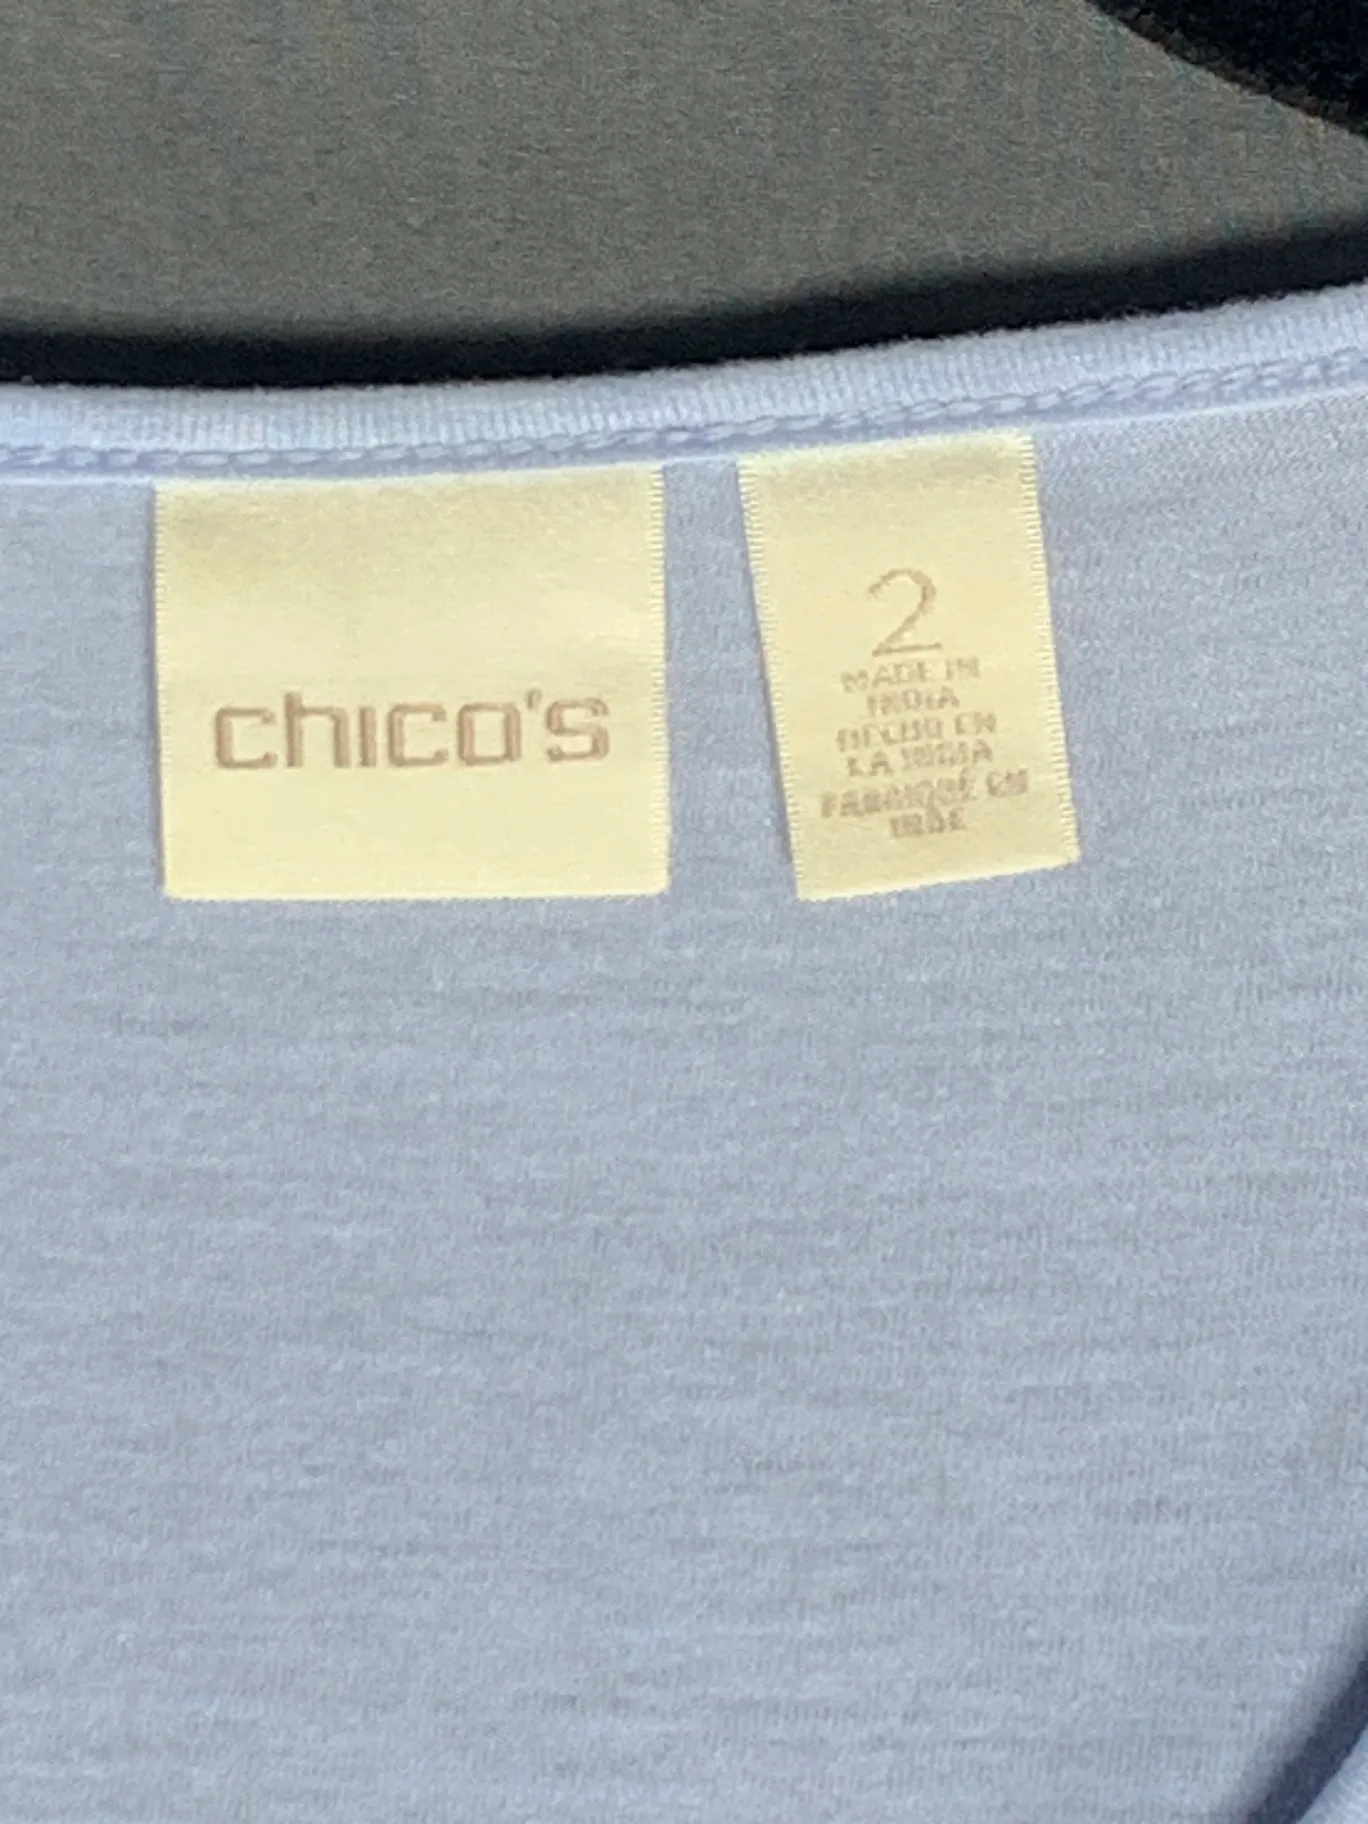 chico's
2
MADE IN
INDIA
HECHO EN
LA INDIA
FABRIQUÉ EN
INDE